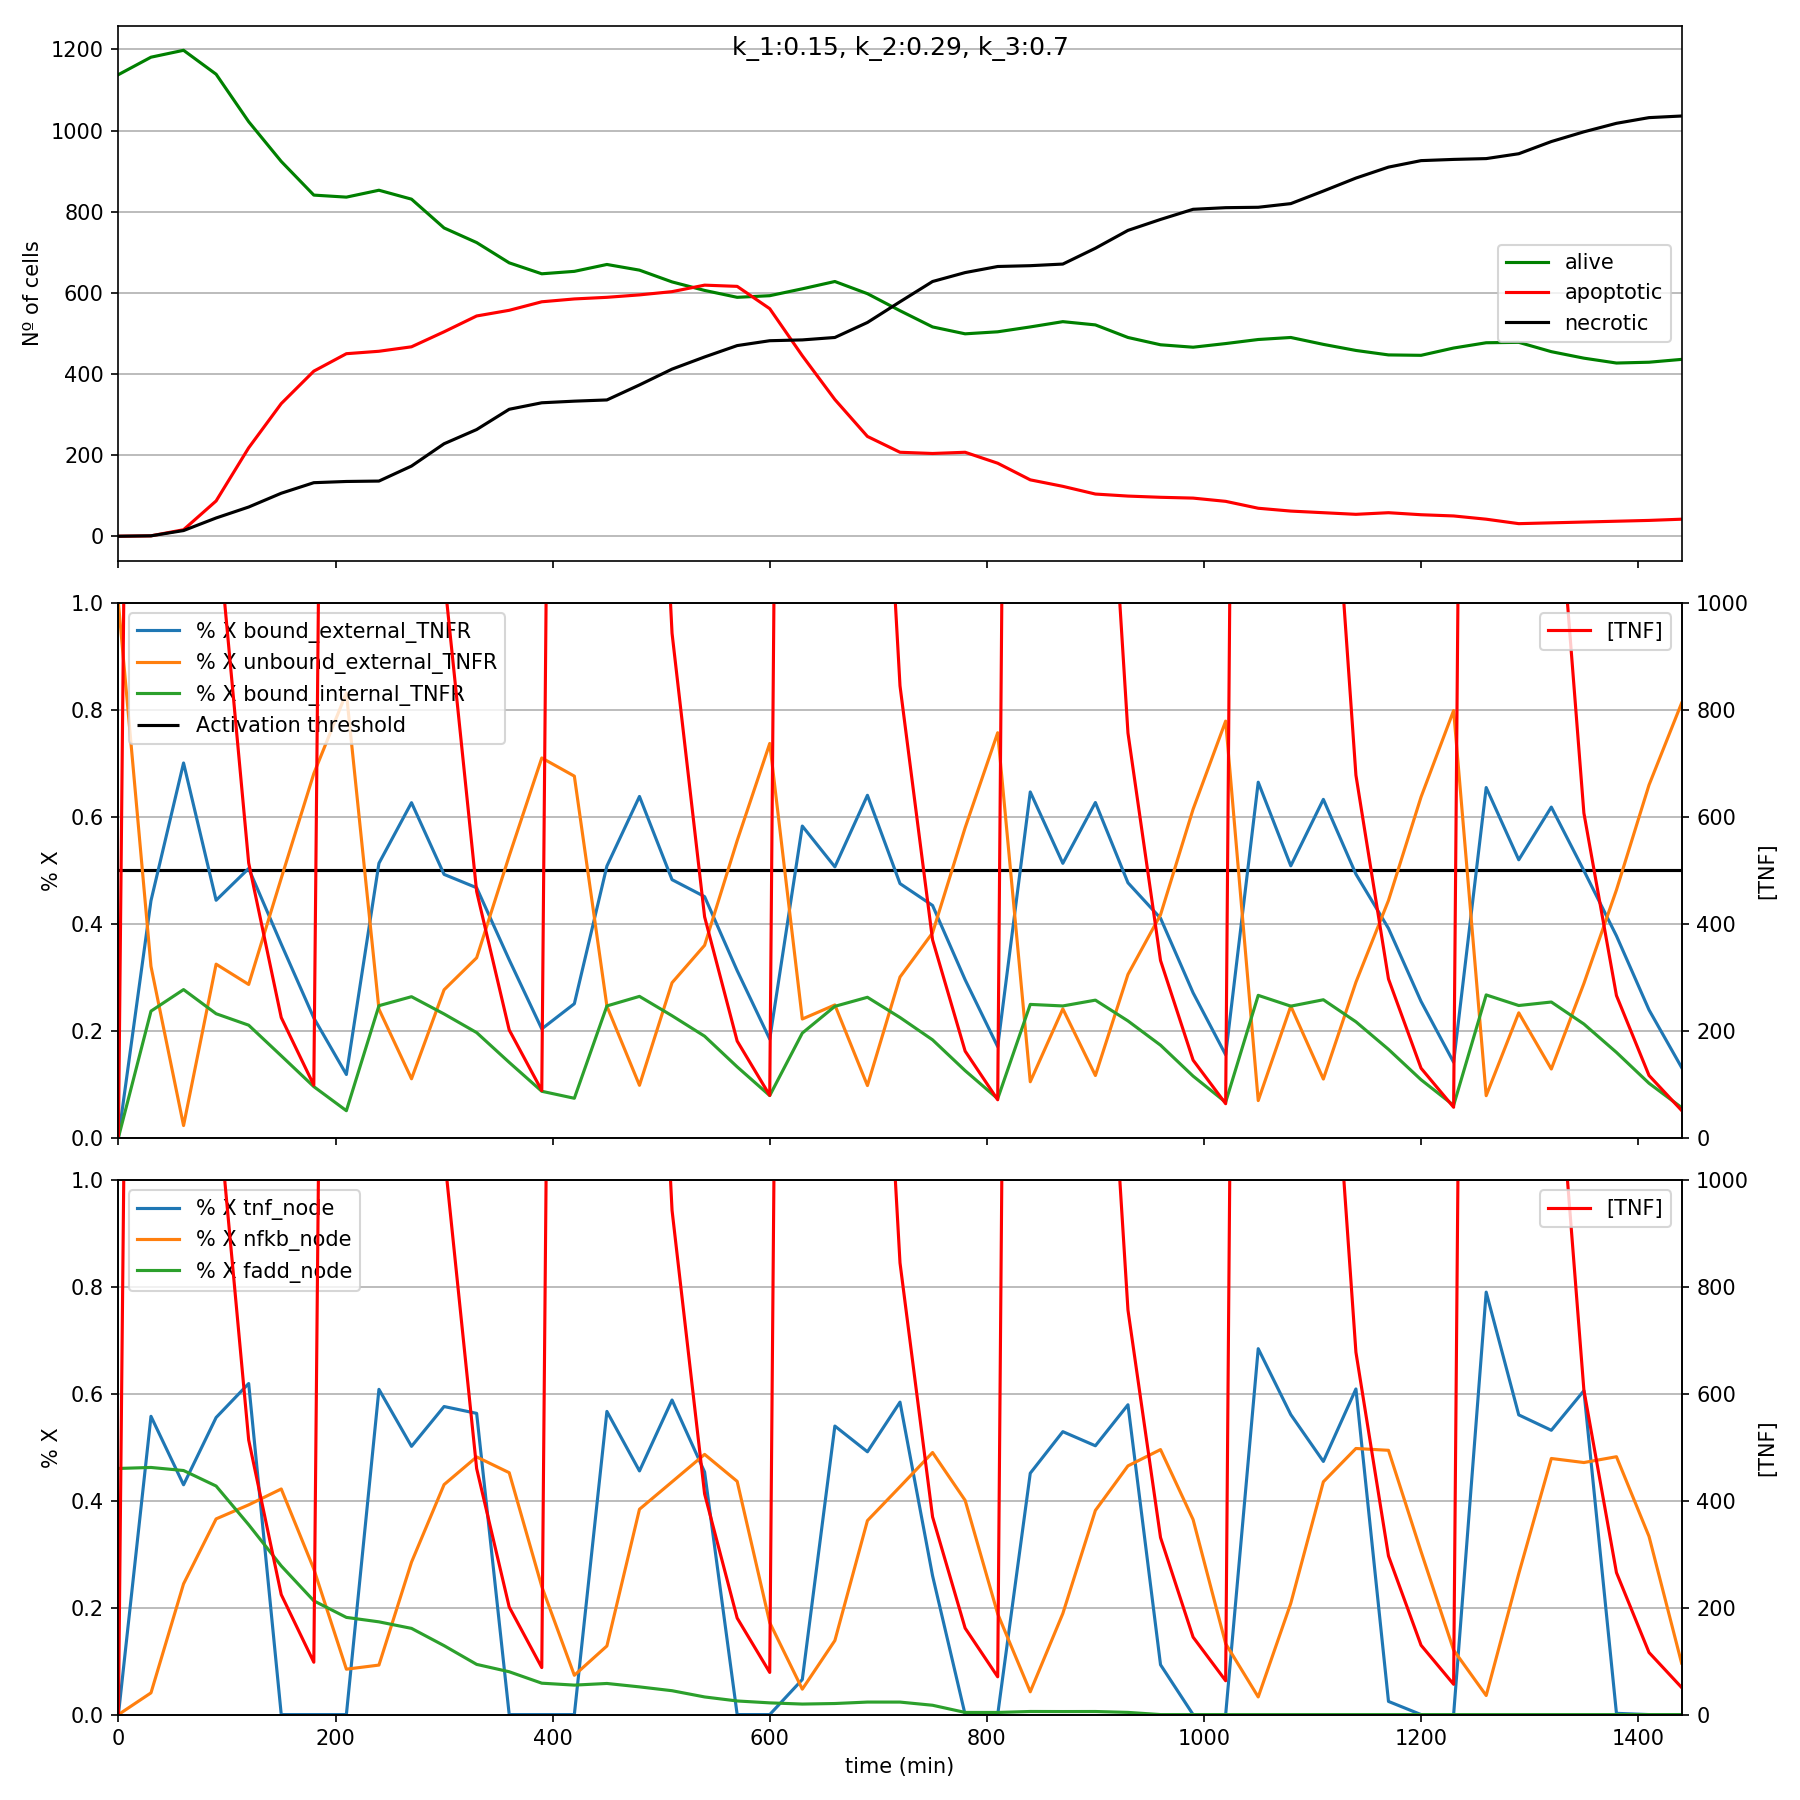 k_1:0.15, k_2:0.29, k_3:0.7
1200
1000
800
600
400
200
0
Nº of cells
alive
apoptotic
necrotic
1.0
0.8
0.6
0.4
0.2
0.0
% X
% X bound_external_TNFR
% X unbound_external_TNFR
% X bound_internal_TNFR
Activation threshold
[TNF]
1000
800
600
400
200
0
[TNF]
1.0
0.8
0.6
0.4
0.2
0.0
% X
% X tnf_node
% X nfkb_node
% X fadd_node
[TNF]
1000
800
600
400
200
0
[TNF]
0 200 400 600 800 1000 1200 1400
time (min)